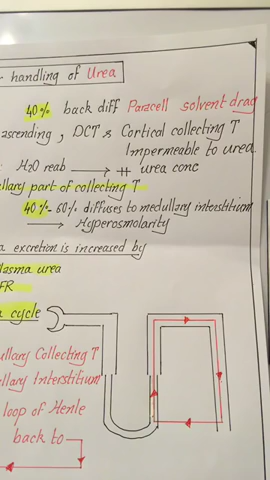 handling of Urea
40% back diff Paracell solvent drag
ascending, DCT & Cortical collecting T
Impermeable to urea
H2O reab → ++ urea conc
ullary part of collecting T
40%-60% diffuses to medullary interstitium
→ Hyperosmolarity
a excretion is increased by
lasma urea
FR
a cycle
ullary Collecting T
llary Interstitium
loop of Henle
back to